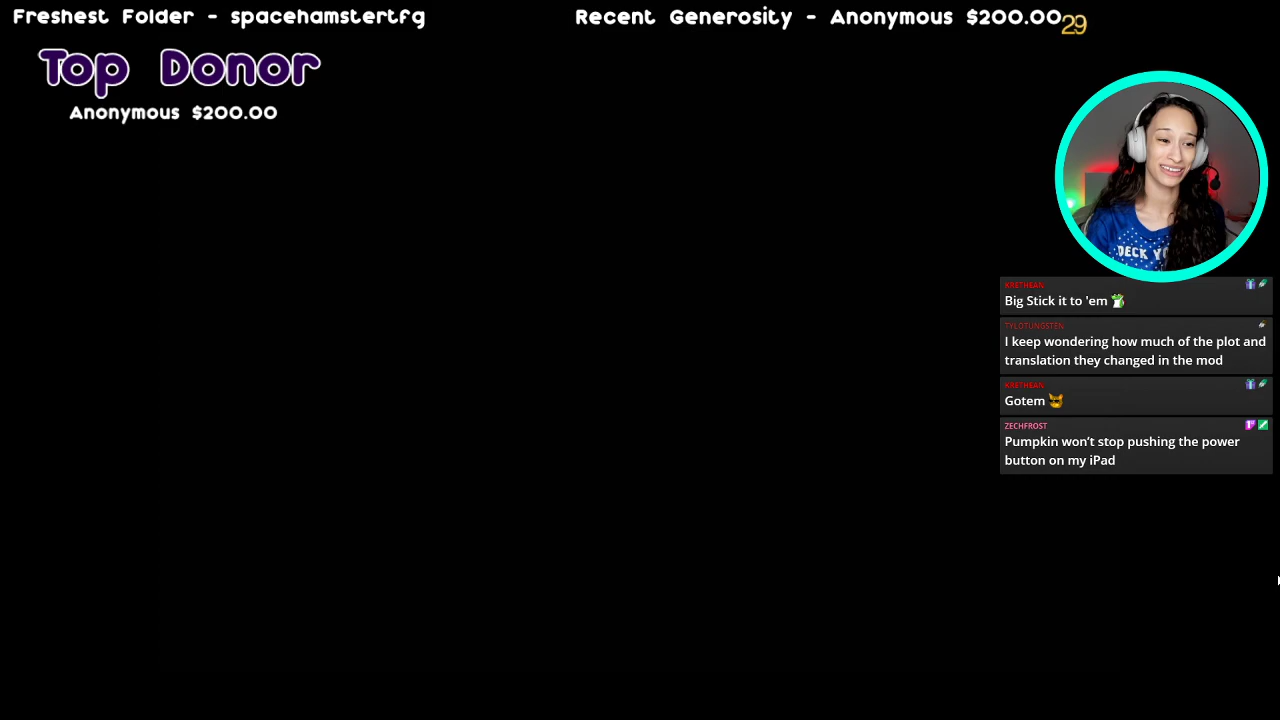 Freshest Folder - spacehamstertfg
Recent Generosity - Anonymous $200.00
29
Top Donor
Anonymous $200.00
DECK YO
KRETHEAN
Big Stick it to 'em
TYLOTUNGSTEN
I keep wondering how much of the plot and
translation they changed in the mod
KRETHEAN
Gotem
ZECHFROST
Pumpkin won't stop pushing the power
button on my iPad